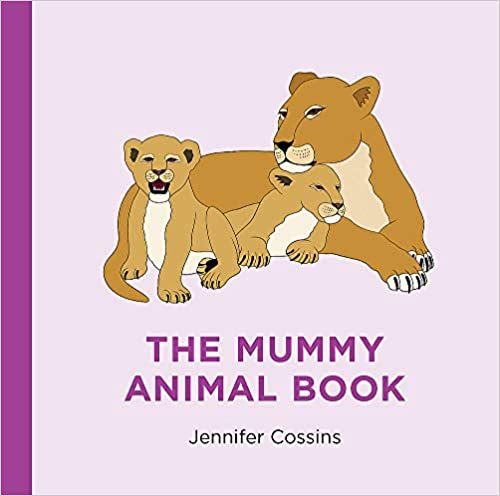 THE MUMMY
ANIMAL BOOK
Jennifer Cossins